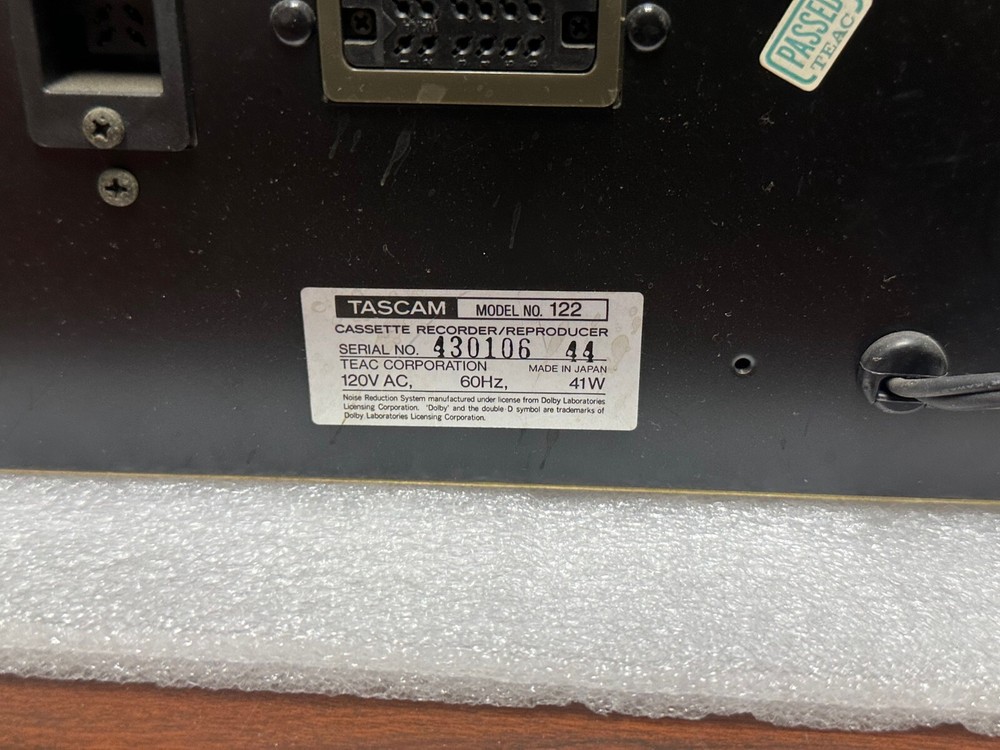 PASSED
TEAC
TASCAM MODEL NO. 122
CASSETTE RECORDER/REPRODUCER
SERIAL NO. 430106 44
TEAC CORPORATION MADE IN JAPAN
120V AC, 60Hz, 41W
Noise Reduction System manufactured under license from Dolby Laboratories
Licensing Corporation. 'Dolby' and the double D symbol are trademarks of
Dolby Laboratories Licensing Corporation.